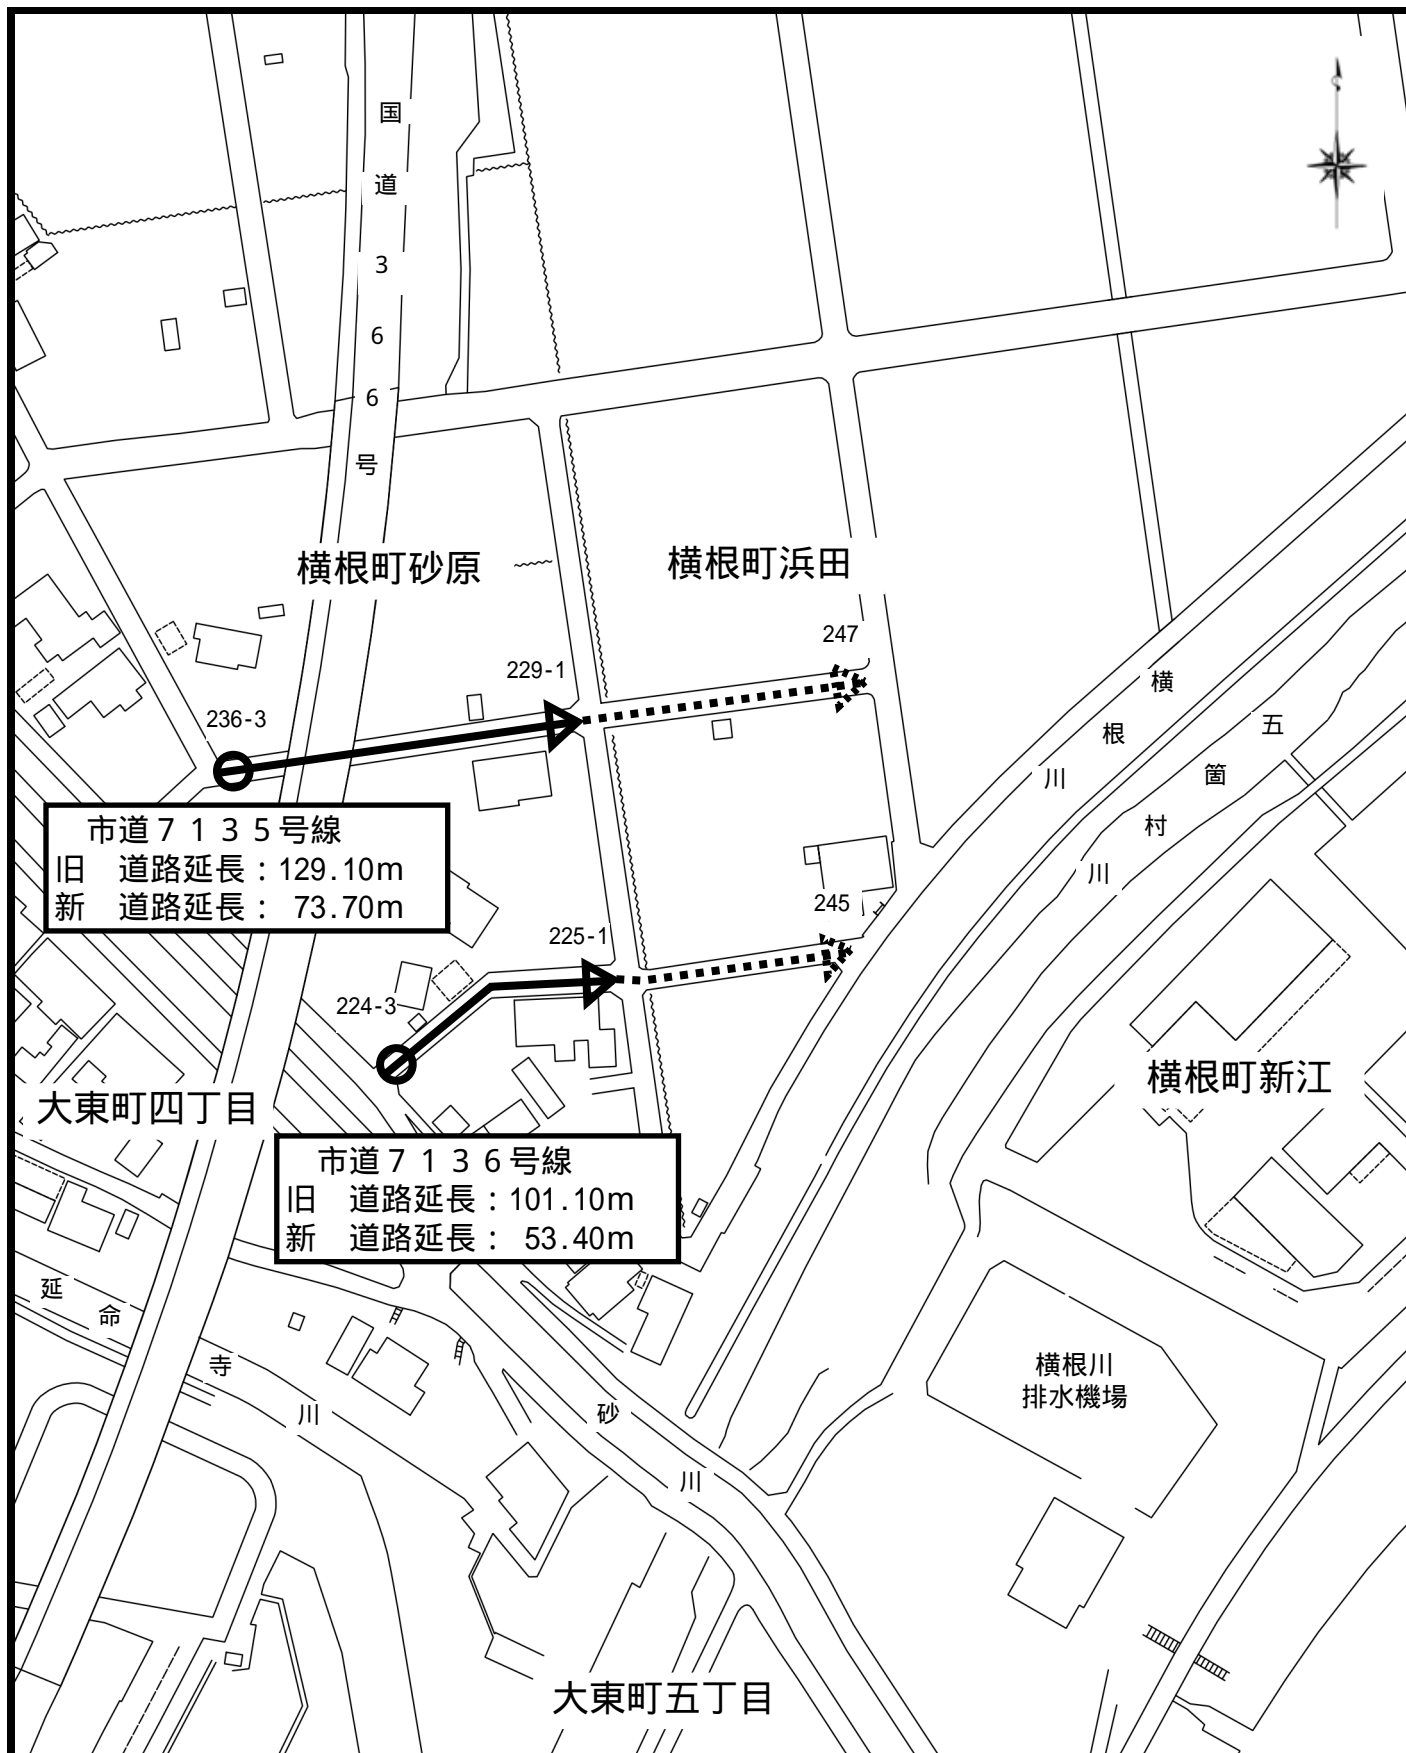 国道366号
横根町砂原
横根町浜田
247
229-1
236-3
横根川
五箇村川
市道7135号線
旧　道路延長：129.10m
新　道路延長： 73.70m
245
225-1
224-3
横根町新江
大東町四丁目
市道7136号線
旧　道路延長：101.10m
新　道路延長： 53.40m
延命寺川
横根川
排水機場
砂川
大東町五丁目